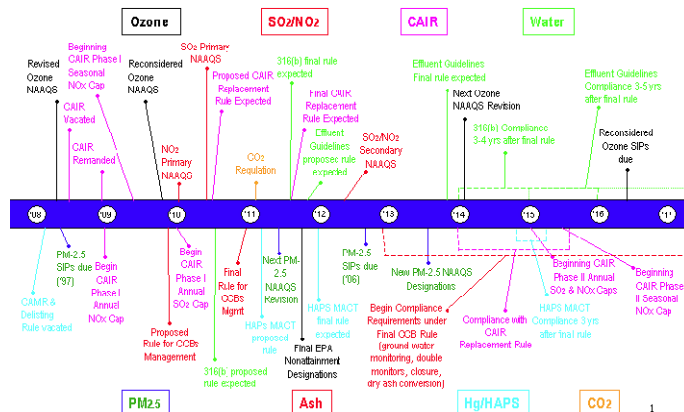 Ozone
SO2/NO2
CAIR
Water
Revised
Ozone
NAAQS
Beginning
CAIR Phase I
Seasonal
NOx Cap
CAIR
Vacated
CAIR
Remanded
Reconsidered
Ozone
NAAQS
NO2
Primary
NAAQS
SO2 Primary
NAAQS
Proposed CAIR
Replacement
Rule Expected
CO2
Regulation
316(b) final rule
expected
Final CAIR
Replacement
Rule Expected
Effluent
Guidelines
proposed rule expected
SO2/NO2
Secondary
NAAQS
Effluent Guidelines
Final rule expected
Next Ozone
NAAQS Revision
316(b) Compliance
3-4 yrs after final rule
Effluent Guidelines
Compliance 3-5 yrs
after final rule
Reconsidered
Ozone SIPs
due
'08
'09
'10
'11
'12
'13
'14
'15
'16
CAMR &
Delisting
Rule vacated
PM-2.5
SIPs due
('97)
Begin
CAIR
Phase I
Annual
NOx Cap
Proposed
Rule for CCBs
Management
Begin CAIR
Phase I
Annual
SO2 Cap
316(b) proposed
rule expected
Final
Rule for
CCBs
Mgmt
HAPs MACT
proposed
rule
Next PM-
2.5
NAAQS
Revision
Final EPA
Nonattainment
Designations
HAPS MACT
final rule
expected
PM-2.5
SIPs due
('06)
New PM-2.5 NAAQS
Designations
Begin Compliance
Requirements under
Final CCB Rule
(ground water
monitoring, double
monitors, closure,
dry ash conversion)
Compliance with
CAIR
Replacement Rule
Beginning CAIR
Phase II Annual
SO2 & NOx Caps
HAPS MACT
Compliance 3 yrs
after final rule
Beginning
CAIR Phase
II Seasonal
NOx Cap
PM2.5
Ash
Hg/HAPS
CO2
1